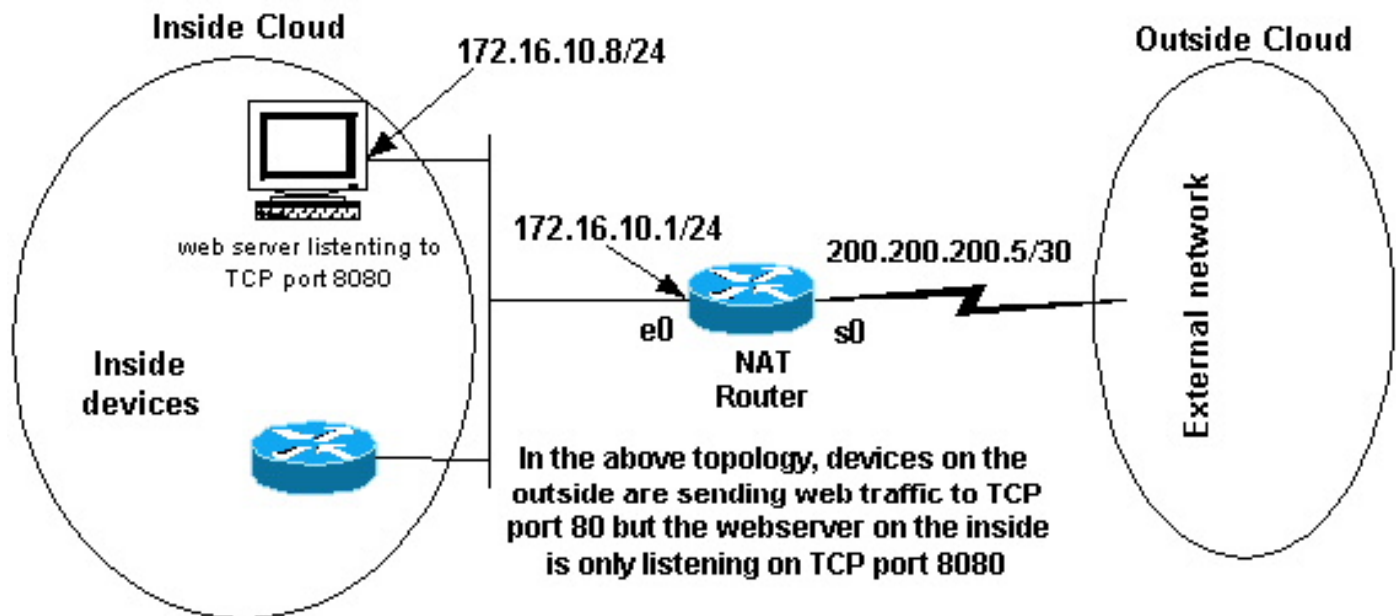 Inside Cloud
172.16.10.8/24
Outside Cloud
web server listenting to
TCP port 8080
172.16.10.1/24
200.200.200.5/30
e0
s0
NAT
Router
External network
Inside
devices
In the above topology, devices on the
outside are sending web traffic to TCP
port 80 but the webserver on the inside
is only listening on TCP port 8080